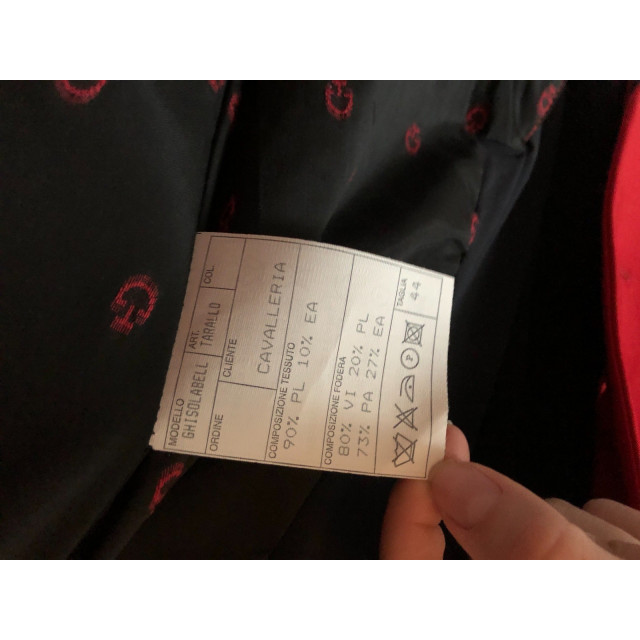 MODELLO
GHISOLABELL
ART.
TARALLO
COL.
ORDINE
CLIENTE
CAVALLERIA
COMPOSIZIONE TESSUTO
90% PL 10% EA
COMPOSIZIONE FODERA
80% VI 20% PL
73% PA 27% EA
TAGLIA
44
P
G
G
G
G
G